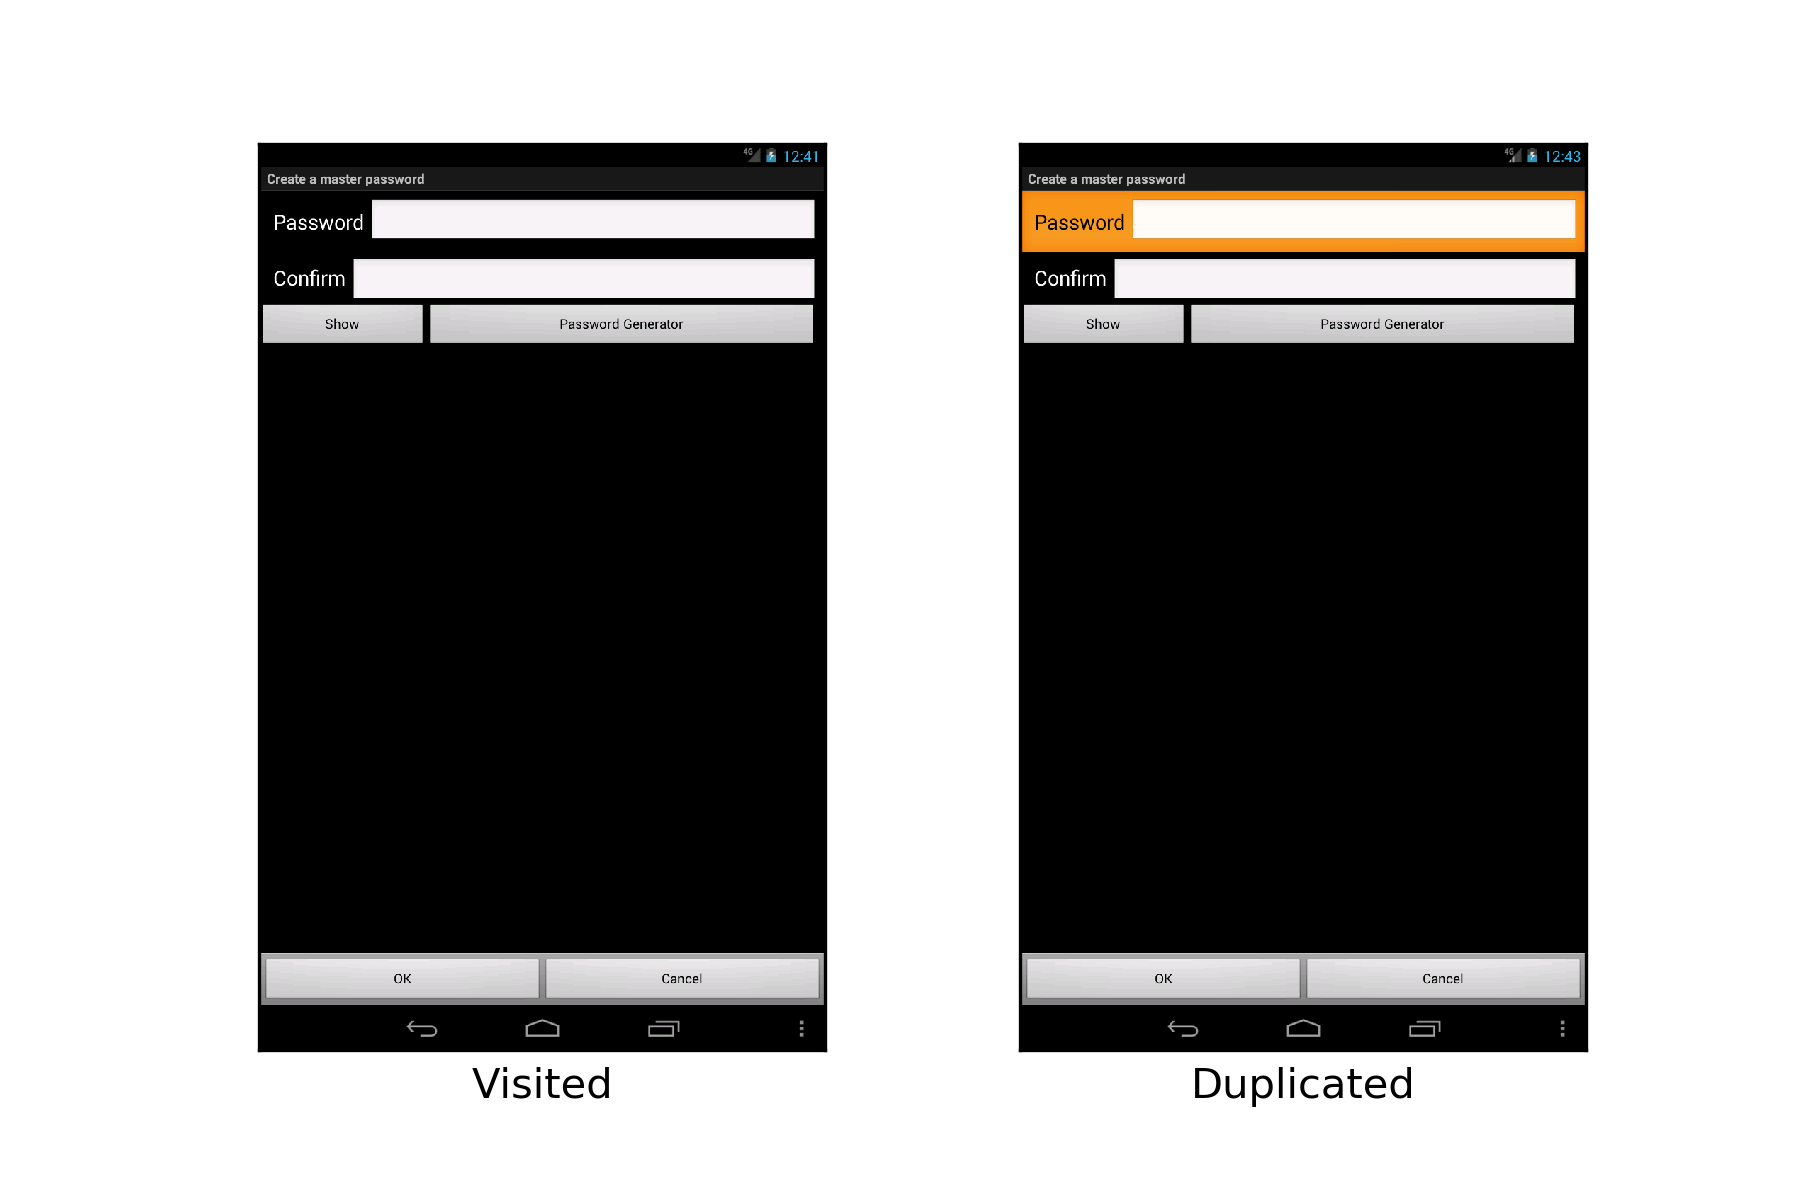 4G 12:41
Create a master password
Password
Confirm
Show Password Generator
OK Cancel
Visited
4G 12:43
Create a master password
Password
Confirm
Show Password Generator
OK Cancel
Duplicated